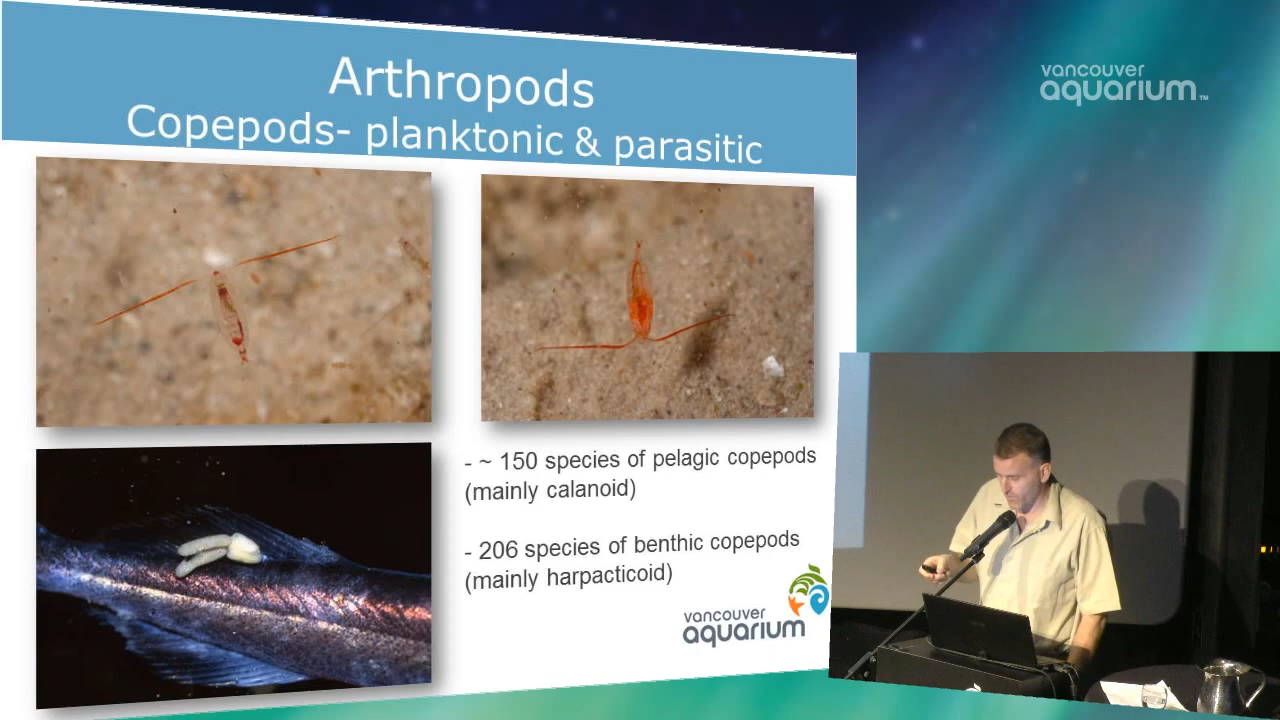 Arthropods
Copepods- planktonic & parasitic
vancouver
aquarium™
- ~ 150 species of pelagic copepods
(mainly calanoid)
- 206 species of benthic copepods
(mainly harpacticoid)
vancouver
aquarium